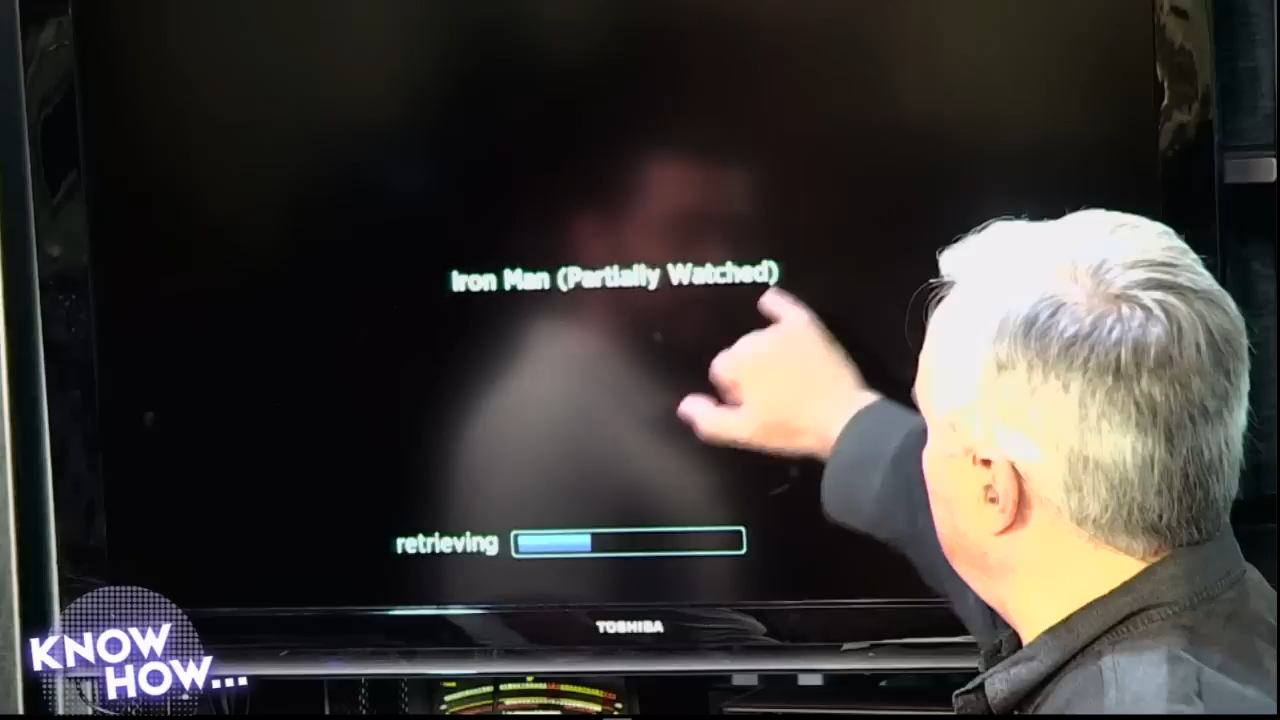 Iron Man (Partially Watched)
retrieving
TOSHIBA
KNOW
HOW...